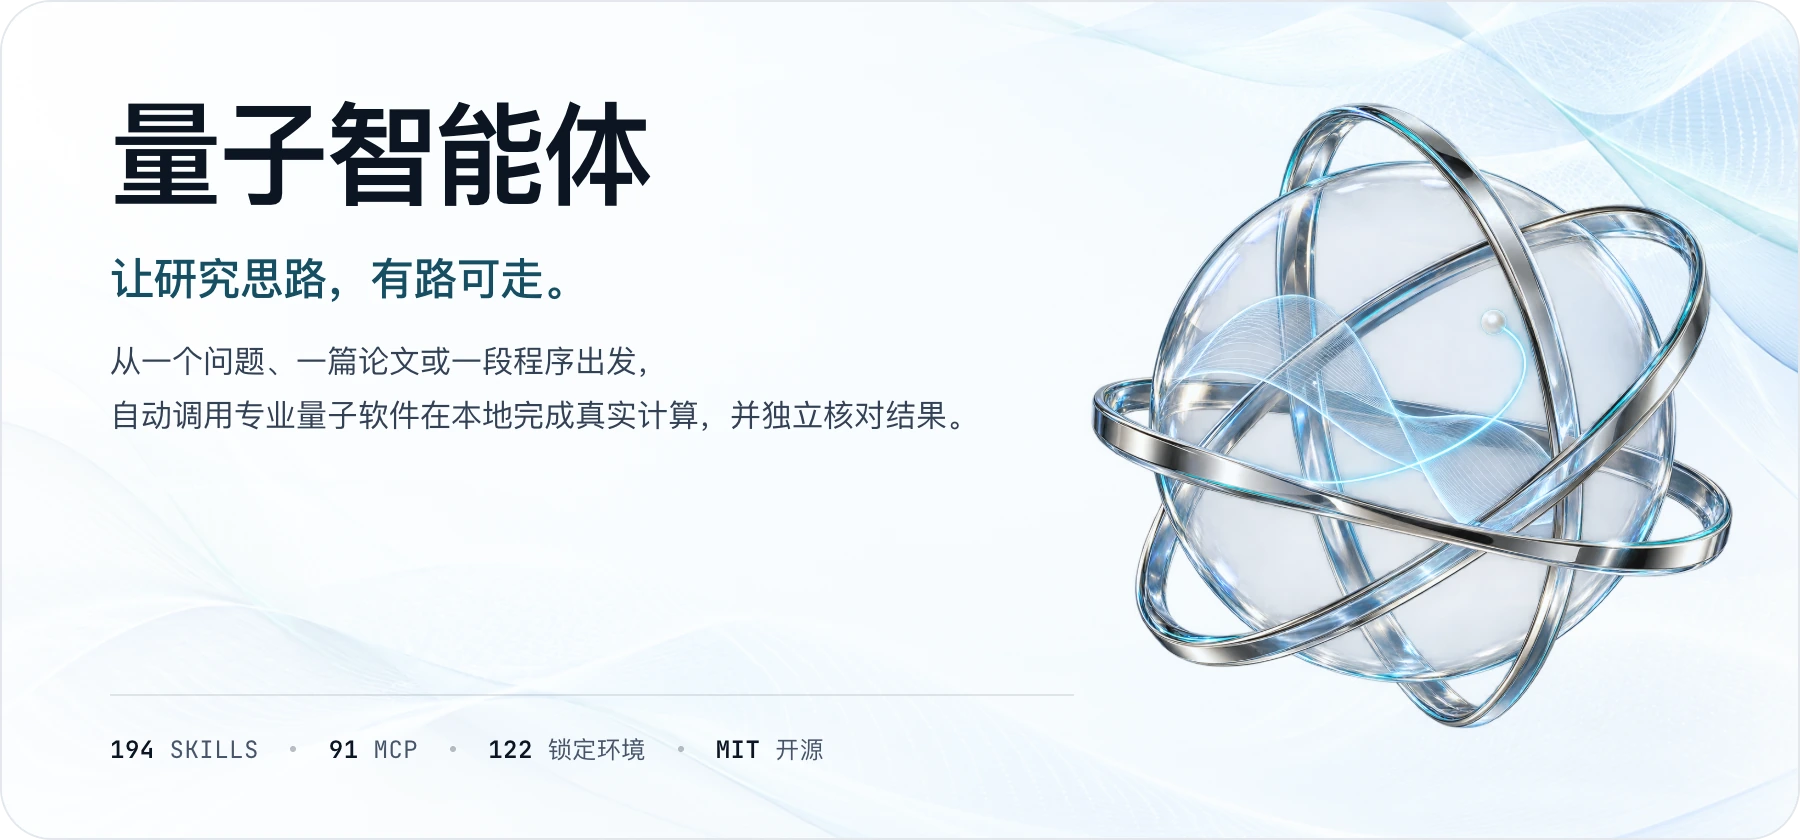 量子智能体
让研究思路，有路可走。
从一个问题、一篇论文或一段程序出发，
自动调用专业量子软件在本地完成真实计算，并独立核对结果。
194 SKILLS • 91 MCP • 122 锁定环境 • MIT 开源